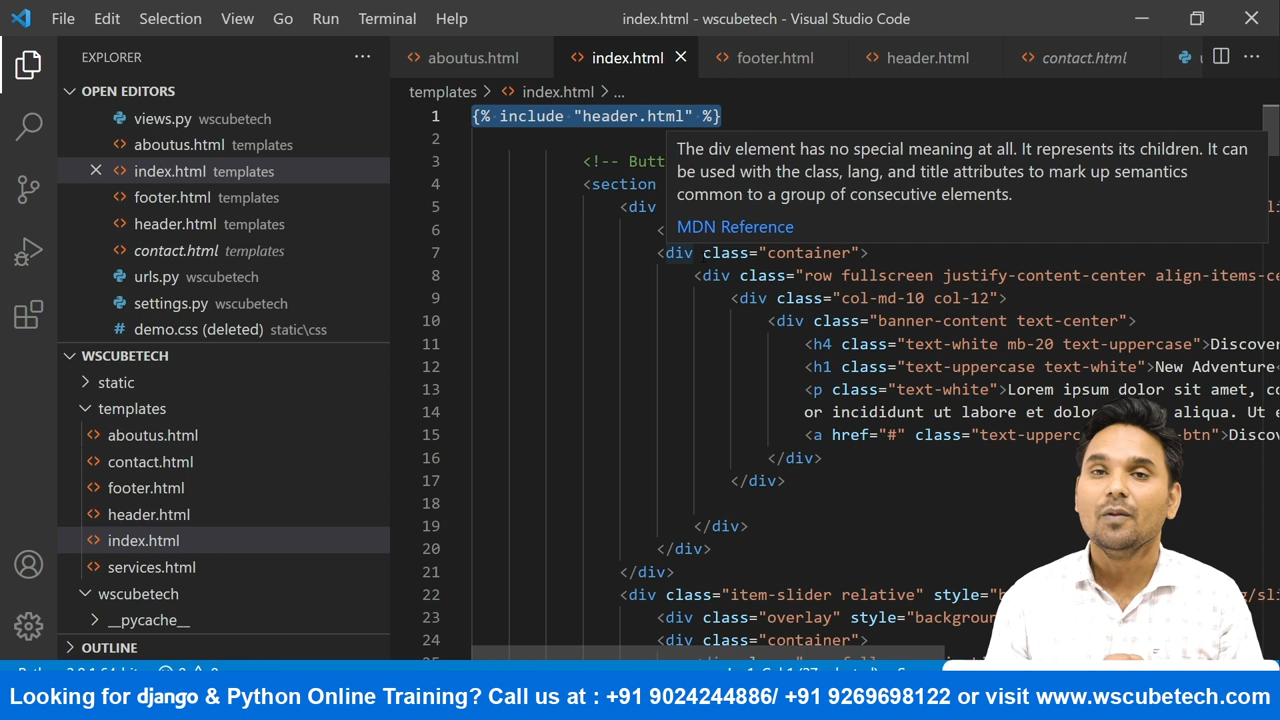 File Edit Selection View Go Run Terminal Help index.html - wscubetech - Visual Studio Code
EXPLORER
OPEN EDITORS
views.py wscubetech
aboutus.html templates
index.html templates
footer.html templates
header.html templates
contact.html templates
urls.py wscubetech
settings.py wscubetech
demo.css (deleted) static\css
WSCUBETECH
static
templates
aboutus.html
contact.html
footer.html
header.html
index.html
services.html
wscubetech
__pycache__
OUTLINE
aboutus.html index.html footer.html header.html contact.html
templates > index.html > ...
1 {% include "header.html" %}
2
3 <!-- Butt
4 <section
5 <div
6 <
The div element has no special meaning at all. It represents its children. It can
be used with the class, lang, and title attributes to mark up semantics
common to a group of consecutive elements.
MDN Reference
7 <div class="container">
8 <div class="row fullscreen justify-content-center align-items-ce
9 <div class="col-md-10 col-12">
10 <div class="banner-content text-center">
11 <h4 class="text-white mb-20 text-uppercase">Discover
12 <h1 class="text-uppercase text-white">New Adventure<
13 <p class="text-white">Lorem ipsum dolor sit amet, co
14 or incididunt ut labore et dolor aliqua. Ut e
15 <a href="#" class="text-upperc -btn">Disco
16 </div>
17 </div>
18
19 </div>
20 </div>
21 </div>
22 <div class="item-slider relative" style="b g/sli
23 <div class="overlay" style="backgroun
24 <div class="container">
Looking for django & Python Online Training? Call us at : +91 9024244886/ +91 9269698122 or visit www.wscubetech.com